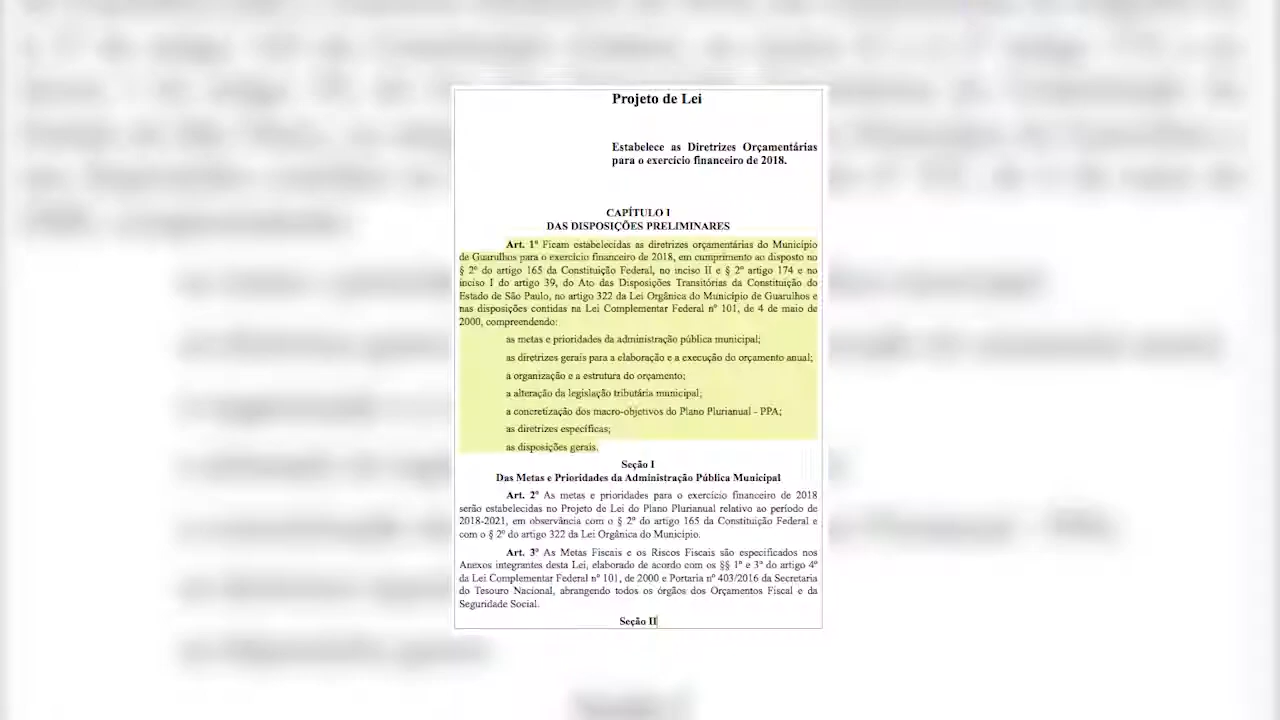 Projeto de Lei
Estabelece as Diretrizes Orçamentárias
para o exercício financeiro de 2018.
CAPÍTULO I
DAS DISPOSIÇÕES PRELIMINARES
Art. 1º Ficam estabelecidas as diretrizes orçamentárias do Município
de Guarulhos para o exercício financeiro de 2018, em cumprimento ao disposto no
§ 2º do artigo 165 da Constituição Federal, no inciso II e § 2º artigo 174 e no
inciso I do artigo 39, do Ato das Disposições Transitórias da Constituição do
Estado de São Paulo, no artigo 322 da Lei Orgânica do Município de Guarulhos e
nas disposições contidas na Lei Complementar Federal nº 101, de 4 de maio de
2000, compreendendo:
as metas e prioridades da administração pública municipal;
as diretrizes gerais para a elaboração e a execução do orçamento anual;
a organização e a estrutura do orçamento;
a alteração da legislação tributária municipal;
a concretização dos macro-objetivos do Plano Plurianual - PPA;
as diretrizes específicas;
as disposições gerais.
Seção I
Das Metas e Prioridades da Administração Pública Municipal
Art. 2º As metas e prioridades para o exercício financeiro de 2018
serão estabelecidas no Projeto de Lei do Plano Plurianual relativo ao período de
2018-2021, em observância com o § 2º do artigo 165 da Constituição Federal e
com o § 2º do artigo 322 da Lei Orgânica do Município.
Art. 3º As Metas Fiscais e os Riscos Fiscais são especificados nos
Anexos integrantes desta Lei, elaborado de acordo com os §§ 1º e 3º do artigo 4º
da Lei Complementar Federal nº 101, de 2000 e Portaria nº 403/2016 da Secretaria
do Tesouro Nacional, abrangendo todos os órgãos dos Orçamentos Fiscal e da
Seguridade Social.
Seção II